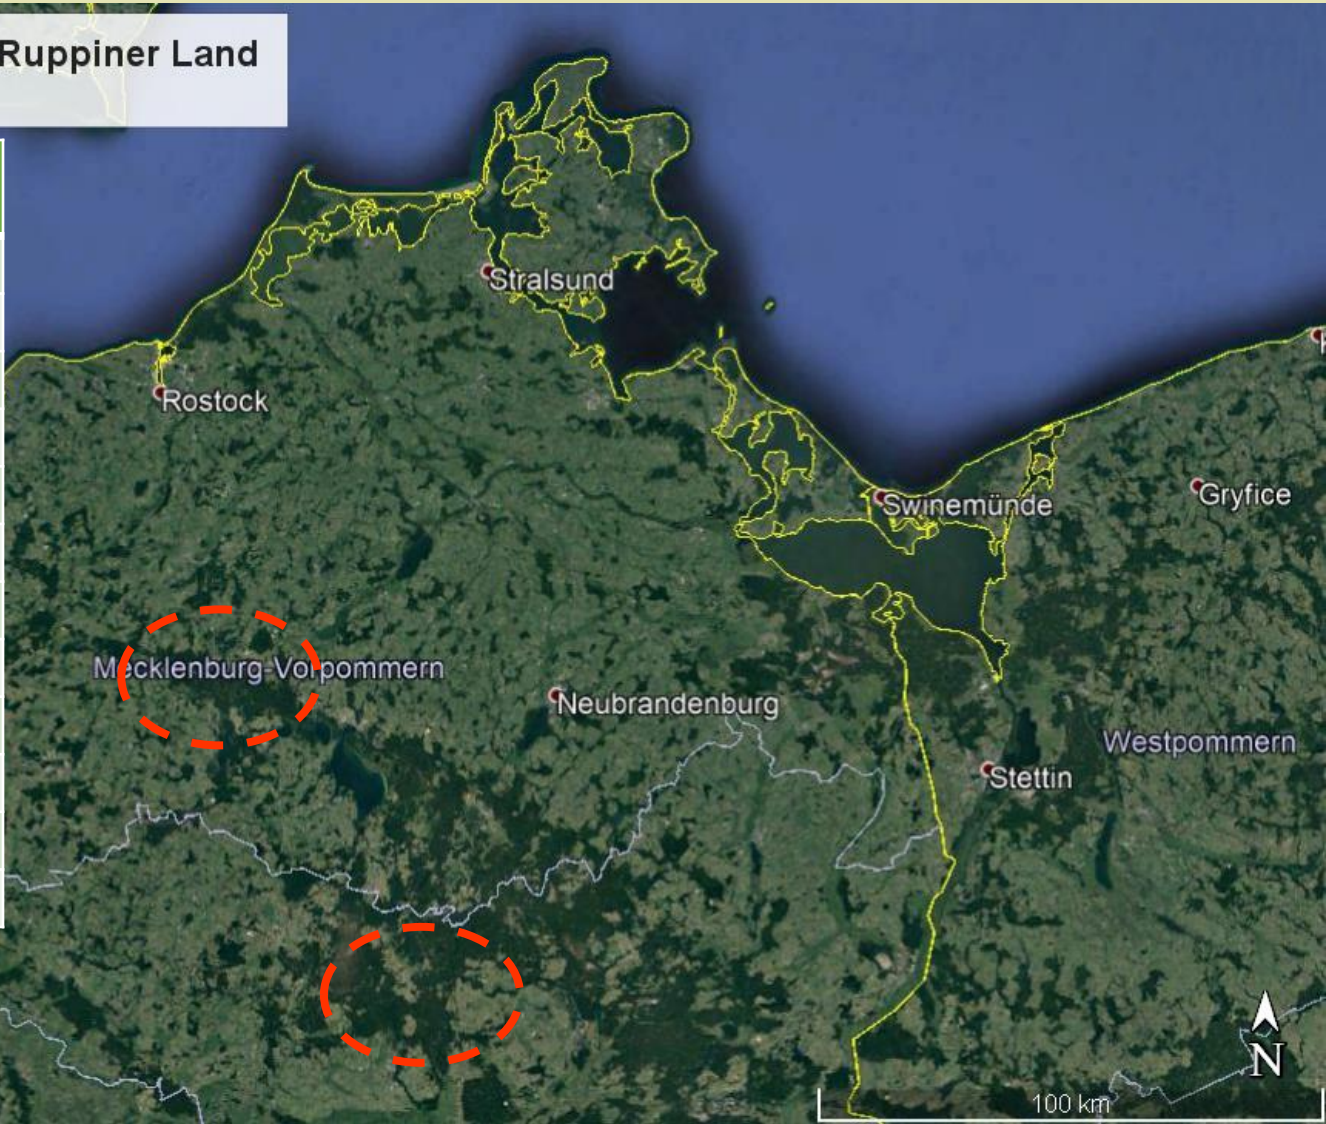 Ruppiner Land
Stralsund
Rostock
Swinemünde
Gryfice
Mecklenburg-Vorpommern
Neubrandenburg
Westpommern
Stettin
N
100 km